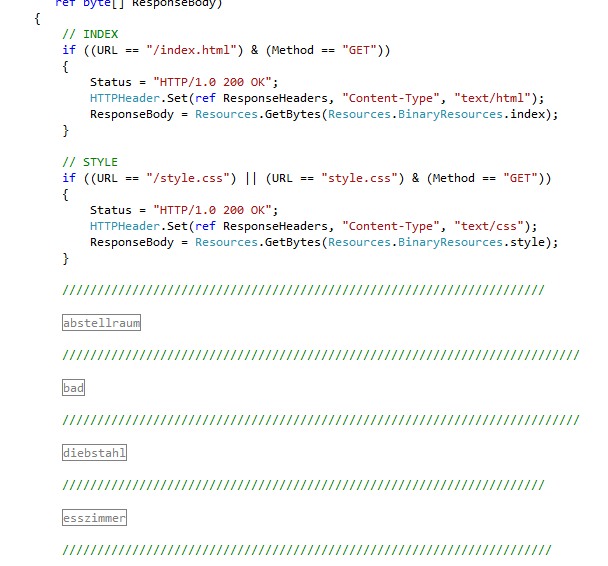 ref byte[] ResponseBody)
{
// INDEX
if ((URL == "/index.html") & (Method == "GET"))
{
Status = "HTTP/1.0 200 OK";
HTTPHeader.Set(ref ResponseHeaders, "Content-Type", "text/html");
ResponseBody = Resources.GetBytes(Resources.BinaryResources.index);
}
// STYLE
if ((URL == "/style.css") || (URL == "style.css") & (Method == "GET"))
{
Status = "HTTP/1.0 200 OK";
HTTPHeader.Set(ref ResponseHeaders, "Content-Type", "text/css");
ResponseBody = Resources.GetBytes(Resources.BinaryResources.style);
}
/////////////////////////////////////////////////////////////////////
abstellraum
//////////////////////////////////////////////////////////////////////////
bad
//////////////////////////////////////////////////////////////////////////
diebstahl
/////////////////////////////////////////////////////////////////////
esszimmer
//////////////////////////////////////////////////////////////////////